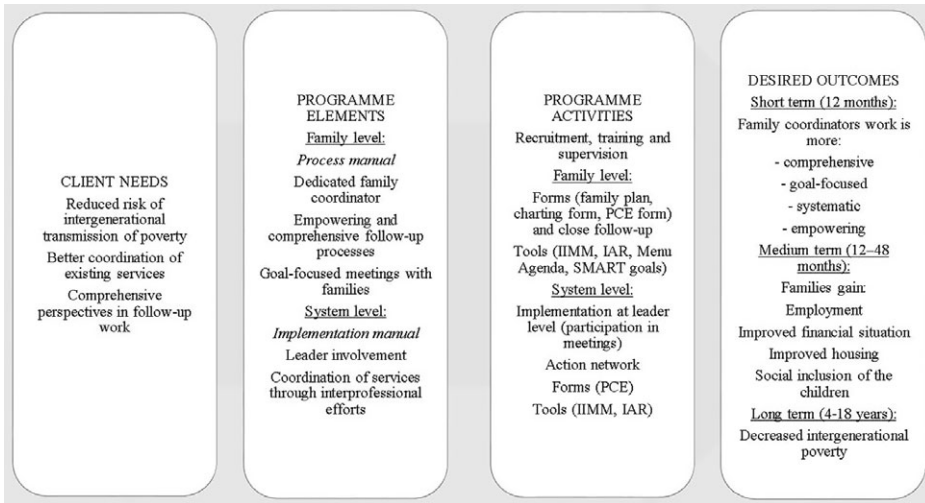 CLIENT NEEDS
Reduced risk of
intergenerational
transmission of poverty
Better coordination of
existing services
Comprehensive
perspectives in follow-up
work
PROGRAMME
ELEMENTS
Family level:
Process manual
Dedicated family
coordinator
Empowering and
comprehensive follow-up
processes
Goal-focused meetings with
families
System level:
Implementation manual
Leader involvement
Coordination of services
through interprofessional
efforts
PROGRAMME
ACTIVITIES
Recruitment, training and
supervision
Family level:
Forms (family plan,
charting form, PCE form)
and close follow-up
Tools (IIMM, IAR, Menu
Agenda, SMART goals)
System level:
Implementation at leader
level (participation in
meetings)
Action network
Forms (PCE)
Tools (IIMM, IAR)
DESIRED OUTCOMES
Short term (12 months):
Family coordinators work is
more:
- comprehensive
- goal-focused
- systematic
- empowering
Medium term (12–48
months):
Families gain:
Employment
Improved financial situation
Improved housing
Social inclusion of the
children
Long term (4-18 years):
Decreased intergenerational
poverty